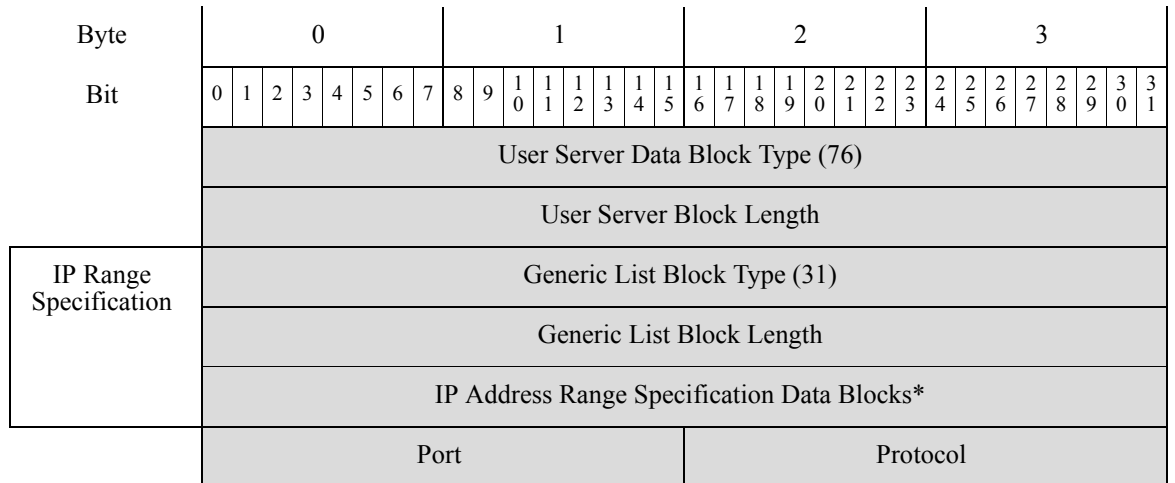 Byte 0 1 2 3
Bit 0 1 2 3 4 5 6 7 8 9 10 11 12 13 14 15 16 17 18 19 20 21 22 23 24 25 26 27 28 29 30 31
User Server Data Block Type (76)
User Server Block Length
IP Range
Specification
Generic List Block Type (31)
Generic List Block Length
IP Address Range Specification Data Blocks*
Port Protocol